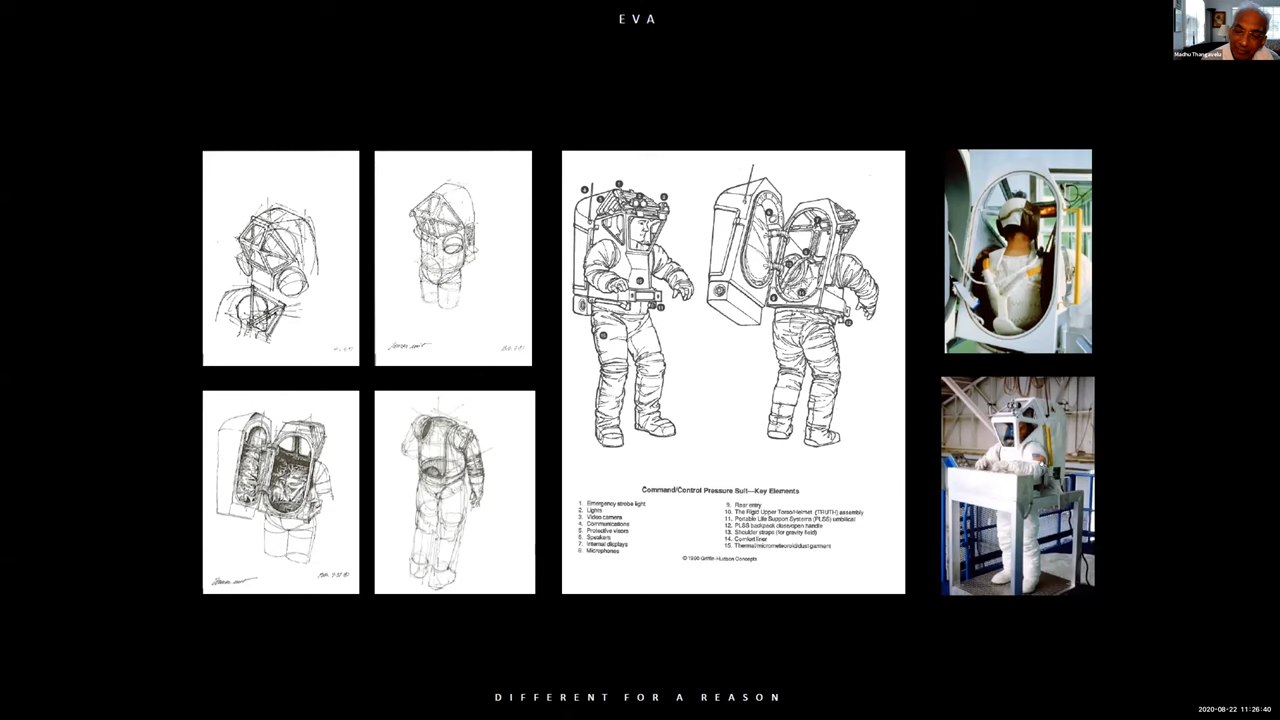 EVA
Madhu Thangavelu
Command/Control Pressure Suit—Key Elements
1. Emergency strobe light
2. Lights
3. Video camera
4. Communications
5. Protective visors
6. Speakers
7. Internal displays
8. Microphones
9. Rear entry
10. The Rigid Upper Torso/Helmet (TRUTH) assembly
11. Portable Life Support Systems (PLSS) umbilical
12. PLSS backpack close/open handle
13. Shoulder straps (for gravity field)
14. Comfort liner
15. Thermal/micrometeoroid/dust garments
© 1990 Griffin Hudson Concepts
DIFFERENT FOR A REASON
2020-08-22 11:26:40